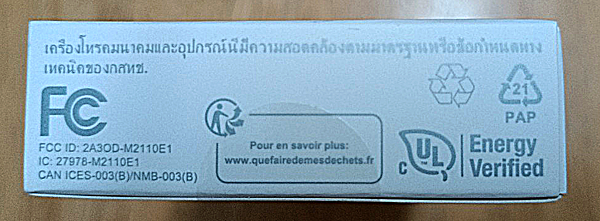 เครื่องโทรคมนาคมและอุปกรณ์นี้มีความสอดคล้องตามมาตรฐานหรือข้อกำหนดทาง
เทคนิคของกสทช.
FC
FCC ID: 2A3OD-M2110E1
IC: 27978-M2110E1
CAN ICES-003(B)/NMB-003(B)
Pour en savoir plus:
www.quefairedemesdechets.fr
21
PAP
C UL
Energy
Verified